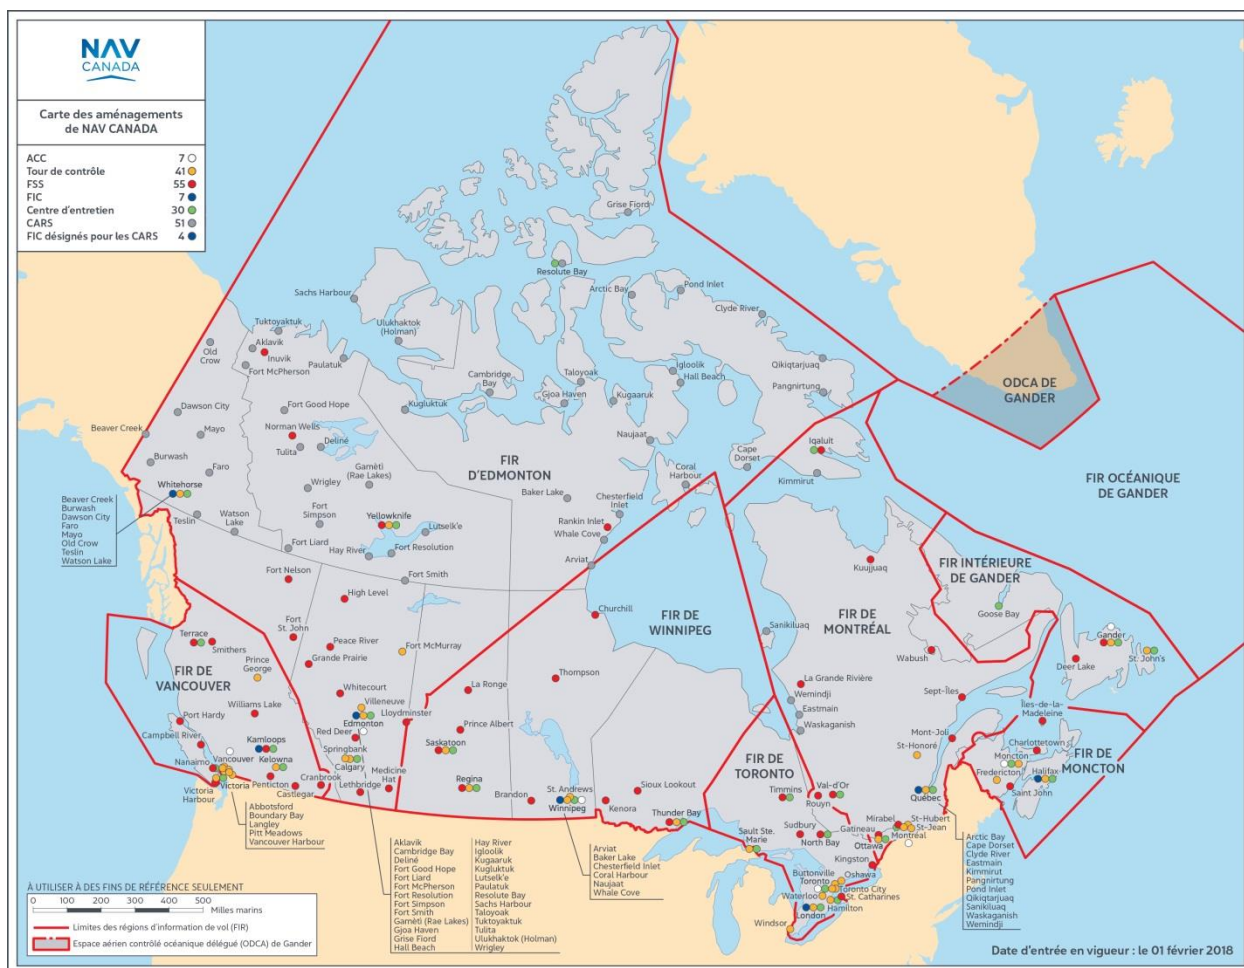 NAV
CANADA
Carte des aménagements
de NAV CANADA
ACC 7
Tour de contrôle 41
FSS 55
FIC 7
Centre d'entretien 30
CARS 51
FIC désignés pour les CARS 4
Grise Fiord
Resolute Bay
Arctic Bay
Pond Inlet
Sachs Harbour
Clyde River
Tuktoyaktuk
Ulukhaktok
(Holman)
Aklavik
Old
Crow
Inuvik
Paulatuk
Fort McPherson
Igloolik
Qikiqtarjuaq
Hall Beach
Cambridge
Bay
Taloyoak
Pangnirtung
ODCA DE
GANDER
Gjoa Haven
Kugaaruk
Dawson City
Fort Good Hope
Kugluktuk
Beaver Creek
Mayo
Norman Wells
Naujaat
Iqaluit
Deliné
Tulita
Cape
Dorset
Burwash
Faro
FIR
D'EDMONTON
Coral
Harbour
Gamèti
(Rae Lakes)
Kimmirut
FIR OCÉANIQUE
DE GANDER
Whitehorse
Wrigley
Baker Lake
Chesterfield
Inlet
Beaver Creek
Burwash
Dawson City
Faro
Mayo
Old Crow
Teslin
Watson Lake
Teslin
Watson
Lake
Fort
Simpson
Yellowknife
Rankin Inlet
Whale Cove
Lutselk'e
Fort Liard
Hay River
Fort Resolution
Arviat
Kuujjuaq
FIR INTÉRIEURE
DE GANDER
Fort Nelson
Fort Smith
High Level
Goose Bay
Churchill
FIR DE
WINNIPEG
FIR DE
MONTRÉAL
Fort
St. John
Sanikiluaq
Terrace
Smithers
Peace River
Fort McMurray
Gander
Grande Prairie
Wabush
Deer Lake
St. John's
FIR DE
VANCOUVER
Prince
George
Thompson
La Grande Rivière
Whitecourt
La Ronge
Wemindji
Sept-Îles
Villeneuve
Williams Lake
Port Hardy
Edmonton
Lloydminster
Eastmain
Îles-de-la-
Madeleine
Waskaganish
Campbell River
Kamloops
Red Deer
Prince Albert
Mont-Joli
Charlottetown
FIR DE
MONCTON
Saskatoon
St-Honoré
Moncton
Nanaimo
Vancouver
Kelowna
Springbank
Calgary
FIR DE
TORONTO
Fredericton
Halifax
Victoria
Harbour
Victoria
Penticton
Cranbrook
Medicine
Hat
Regina
St. Andrews
Sioux Lookout
Timmins
Val-d'Or
Québec
Saint John
Castlegar
Lethbridge
Brandon
Winnipeg
Kenora
Thunder Bay
Rouyn
Abbotsford
Boundary Bay
Langley
Pitt Meadows
Vancouver Harbour
Sault Ste.
Marie
Sudbury
North Bay
Gatineau
Mirabel
St-Hubert
St-Jean
Montréal
Ottawa
Kingston
Arctic Bay
Cape Dorset
Clyde River
Eastmain
Kimmirut
Pangnirtung
Pond Inlet
Qikiqtarjuaq
Sanikiluaq
Waskaganish
Wemindji
Aklavik
Cambridge Bay
Deliné
Fort Good Hope
Fort Liard
Fort McPherson
Fort Resolution
Fort Simpson
Fort Smith
Gamèti (Rae Lakes)
Gjoa Haven
Grise Fiord
Hall Beach
Hay River
Igloolik
Kugaaruk
Kugluktuk
Lutselk'e
Paulatuk
Resolute Bay
Sachs Harbour
Taloyoak
Tuktoyaktuk
Tulita
Ulukhaktok (Holman)
Wrigley
Arviat
Baker Lake
Chesterfield Inlet
Coral Harbour
Naujaat
Whale Cove
Buttonville
Oshawa
Toronto
Toronto City
Waterloo
St. Catharines
London
Hamilton
Windsor
À UTILISER À DES FINS DE RÉFÉRENCE SEULEMENT
0 100 200 300 400 500
Milles marins
Limites des régions d'information de vol (FIR)
Espace aérien contrôlé océanique délégué (ODCA) de Gander
Date d'entrée en vigueur : le 01 février 2018